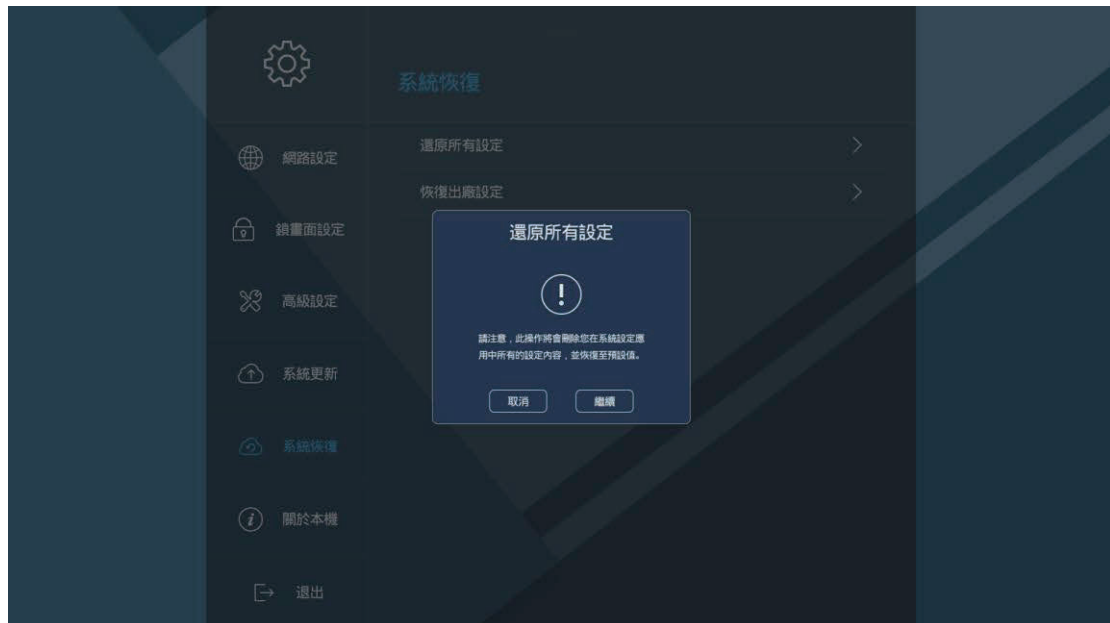 系統恢復
網路設定
鎖畫面設定
高級設定
系統更新
系統恢復
關於本機
退出
還原所有設定
恢復出廠設定
還原所有設定
請注意，此操作將會刪除您在系統設定應
用中所有的設定內容，並恢復至預設值。
取消
繼續